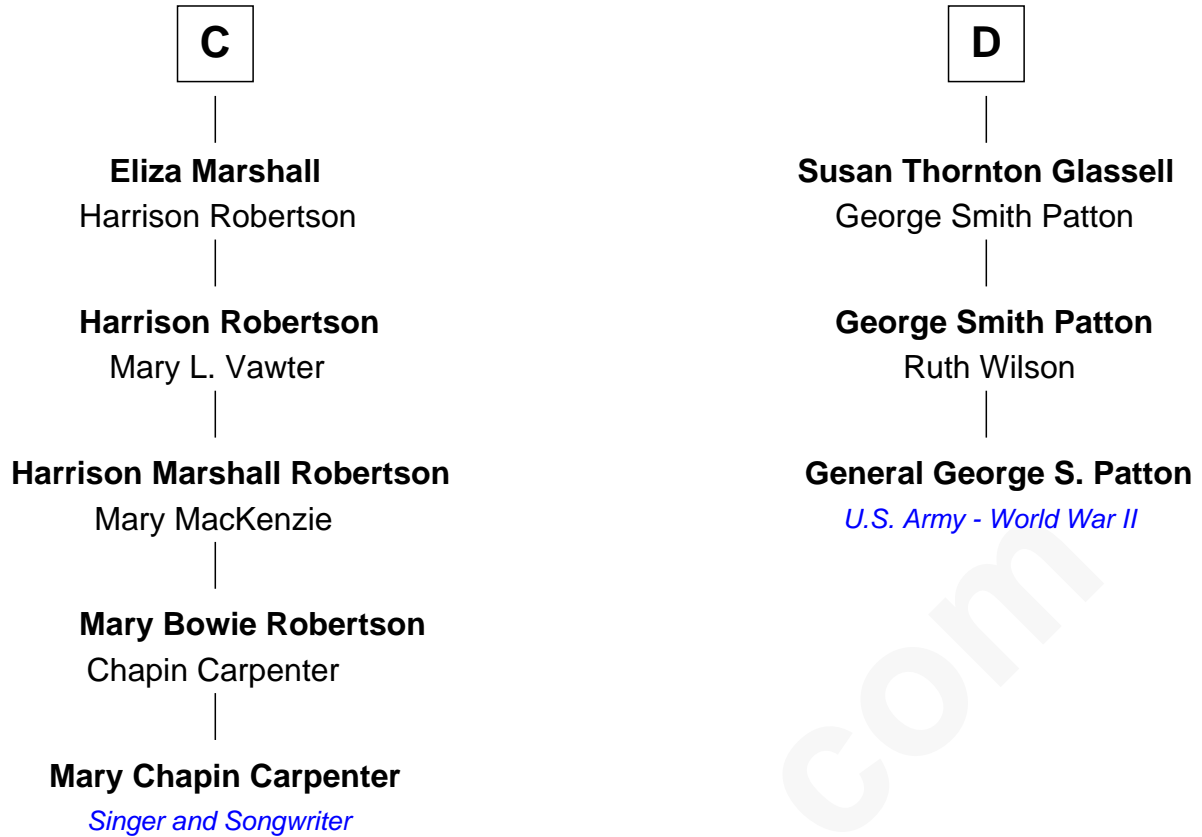 C
Eliza Marshall
Harrison Robertson
Harrison Robertson
Mary L. Vawter
Harrison Marshall Robertson
Mary MacKenzie
Mary Bowie Robertson
Chapin Carpenter
Mary Chapin Carpenter
Singer and Songwriter
D
Susan Thornton Glassell
George Smith Patton
George Smith Patton
Ruth Wilson
General George S. Patton
U.S. Army - World War II
com